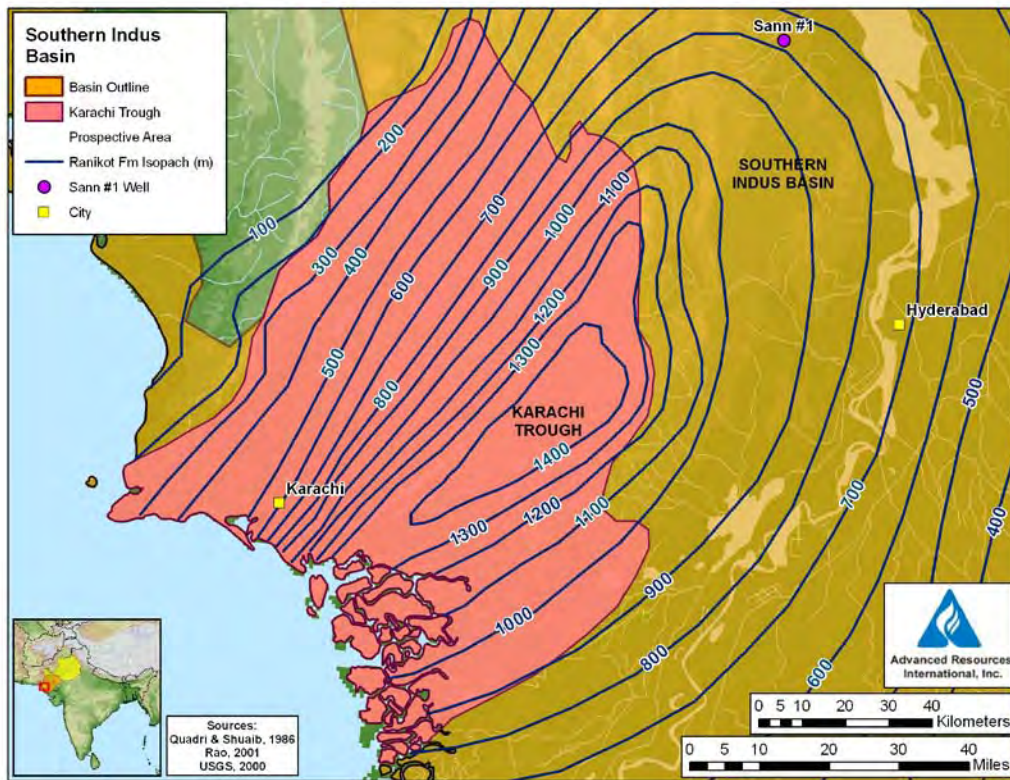 Southern Indus
Basin
Basin Outline
Karachi Trough
Prospective Area
Ranikot Fm Isopach (m)
Sann #1 Well
City
Sann #1
SOUTHERN
INDUS BASIN
Hyderabad
KARACHI
TROUGH
Karachi
100
200
300
400
500
600
700
800
900
1000
1100
1200
1300
1400
1300
1200
1100
1000
900
800
700
600
500
400
Sources:
Quadri & Shuaib, 1986
Rao, 2001
USGS, 2000
Advanced Resources
International, Inc.
0 5 10 20 30 40
Kilometers
0 5 10 20 30 40
Miles